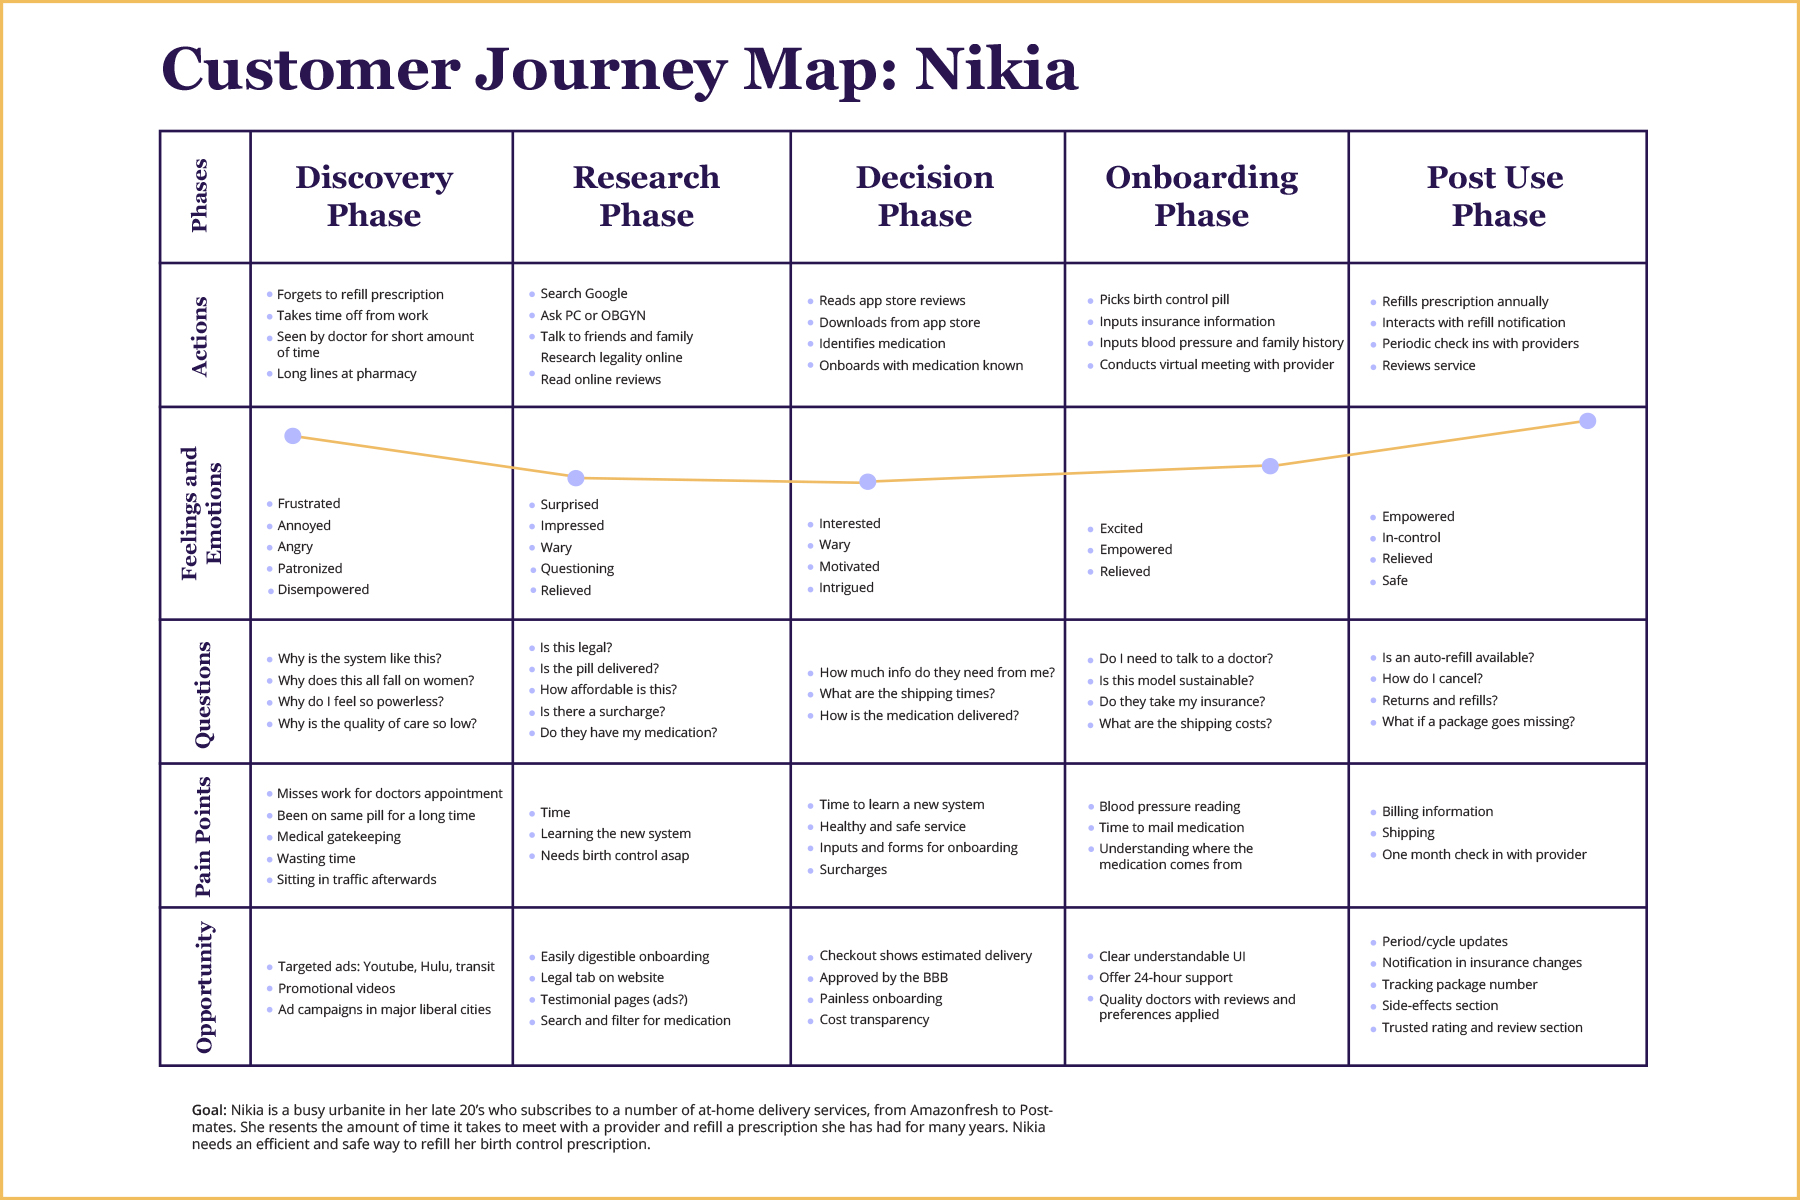 Customer Journey Map: Nikia
Phases
Discovery
Phase
Research
Phase
Decision
Phase
Onboarding
Phase
Post Use
Phase
Actions
Forgets to refill prescription
Takes time off from work
Seen by doctor for short amount
of time
Long lines at pharmacy
Search Google
Ask PC or OBGYN
Talk to friends and family
Research legality online
Read online reviews
Reads app store reviews
Downloads from app store
Identifies medication
Onboards with medication known
Picks birth control pill
Inputs insurance information
Inputs blood pressure and family history
Conducts virtual meeting with provider
Refills prescription annually
Interacts with refill notification
Periodic check ins with providers
Reviews service
Feelings and
Emotions
Frustrated
Annoyed
Angry
Patronized
Disempowered
Surprised
Impressed
Wary
Questioning
Relieved
Interested
Wary
Motivated
Intrigued
Excited
Empowered
Relieved
Empowered
In-control
Relieved
Safe
Questions
Why is the system like this?
Why does this all fall on women?
Why do I feel so powerless?
Why is the quality of care so low?
Is this legal?
Is the pill delivered?
How affordable is this?
Is there a surcharge?
Do they have my medication?
How much info do they need from me?
What are the shipping times?
How is the medication delivered?
Do I need to talk to a doctor?
Is this model sustainable?
Do they take my insurance?
What are the shipping costs?
Is an auto-refill available?
How do I cancel?
Returns and refills?
What if a package goes missing?
Pain Points
Misses work for doctors appointment
Been on same pill for a long time
Medical gatekeeping
Wasting time
Sitting in traffic afterwards
Time
Learning the new system
Needs birth control asap
Time to learn a new system
Healthy and safe service
Inputs and forms for onboarding
Surcharges
Blood pressure reading
Time to mail medication
Understanding where the
medication comes from
Billing information
Shipping
One month check in with provider
Opportunity
Targeted ads: Youtube, Hulu, transit
Promotional videos
Ad campaigns in major liberal cities
Easily digestible onboarding
Legal tab on website
Testimonial pages (ads?)
Search and filter for medication
Checkout shows estimated delivery
Approved by the BBB
Painless onboarding
Cost transparency
Clear understandable UI
Offer 24-hour support
Quality doctors with reviews and
preferences applied
Period/cycle updates
Notification in insurance changes
Tracking package number
Side-effects section
Trusted rating and review section
Goal: Nikia is a busy urbanite in her late 20's who subscribes to a number of at-home delivery services, from Amazonfresh to Post-
mates. She resents the amount of time it takes to meet with a provider and refill a prescription she has had for many years. Nikia
needs an efficient and safe way to refill her birth control prescription.